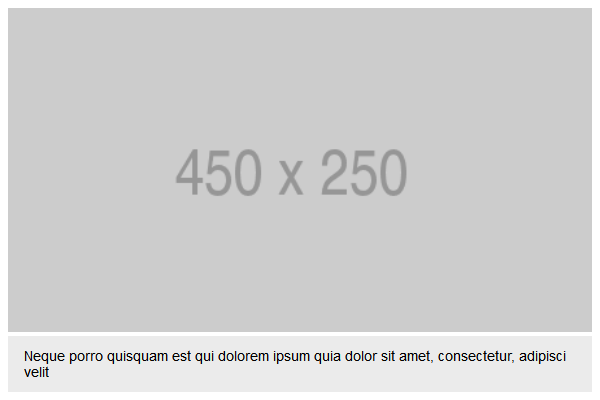 450 x 250
Neque porro quisquam est qui dolorem ipsum quia dolor sit amet, consectetur, adipisci
velit